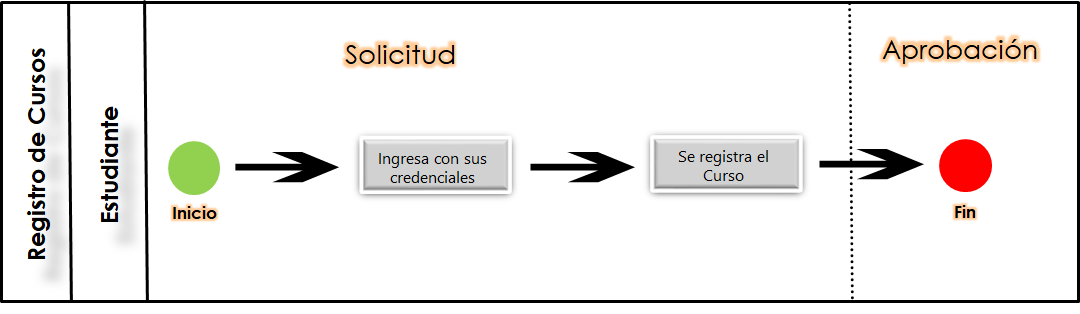 Registro de Cursos
Estudiante
Solicitud
Aprobación
Inicio
Ingresa con sus
credenciales
Se registra el
Curso
Fin